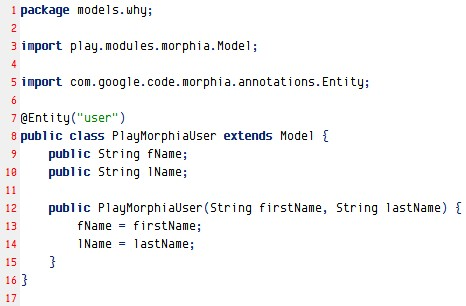 1 package models.why;
2
3 import play.modules.morphia.Model;
4
5 import com.google.code.morphia.annotations.Entity;
6
7 @Entity("user")
8 public class PlayMorphiaUser extends Model {
9     public String fName;
10     public String lName;
11
12     public PlayMorphiaUser(String firstName, String lastName) {
13         fName = firstName;
14         lName = lastName;
15     }
16 }
17